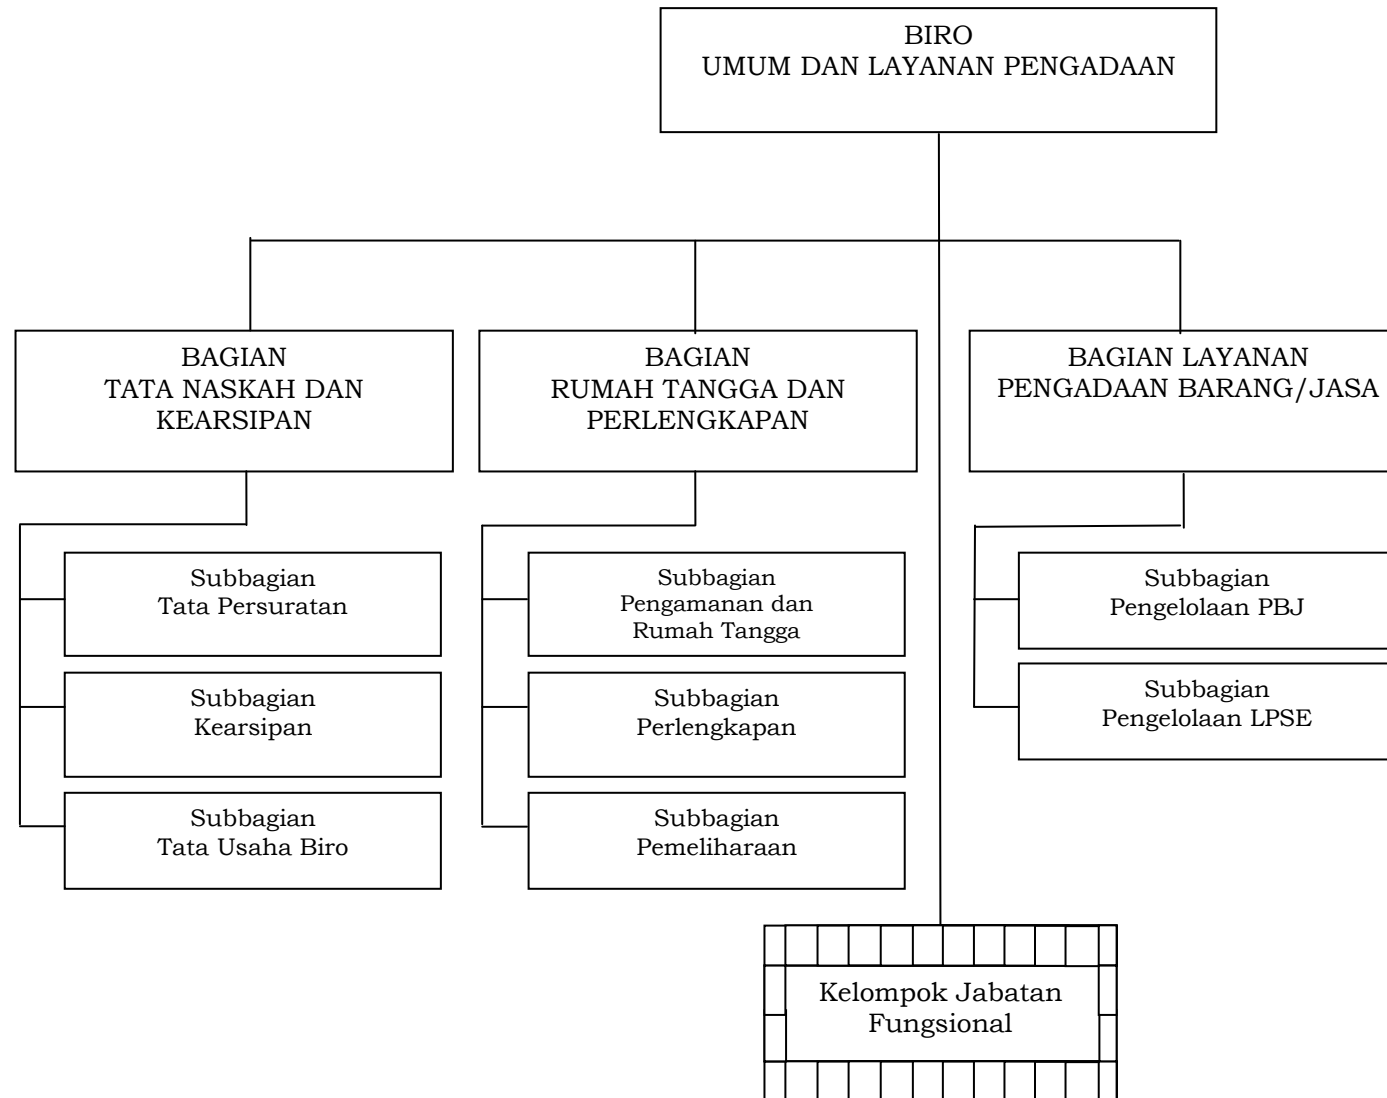 BIRO
UMUM DAN LAYANAN PENGADAAN
BAGIAN
TATA NASKAH DAN
KEARSIPAN
BAGIAN
RUMAH TANGGA DAN
PERLENGKAPAN
BAGIAN LAYANAN
PENGADAAN BARANG/JASA
Subbagian
Tata Persuratan
Subbagian
Kearsipan
Subbagian
Tata Usaha Biro
Subbagian
Pengamanan dan
Rumah Tangga
Subbagian
Perlengkapan
Subbagian
Pemeliharaan
Subbagian
Pengelolaan PBJ
Subbagian
Pengelolaan LPSE
Kelompok Jabatan
Fungsional